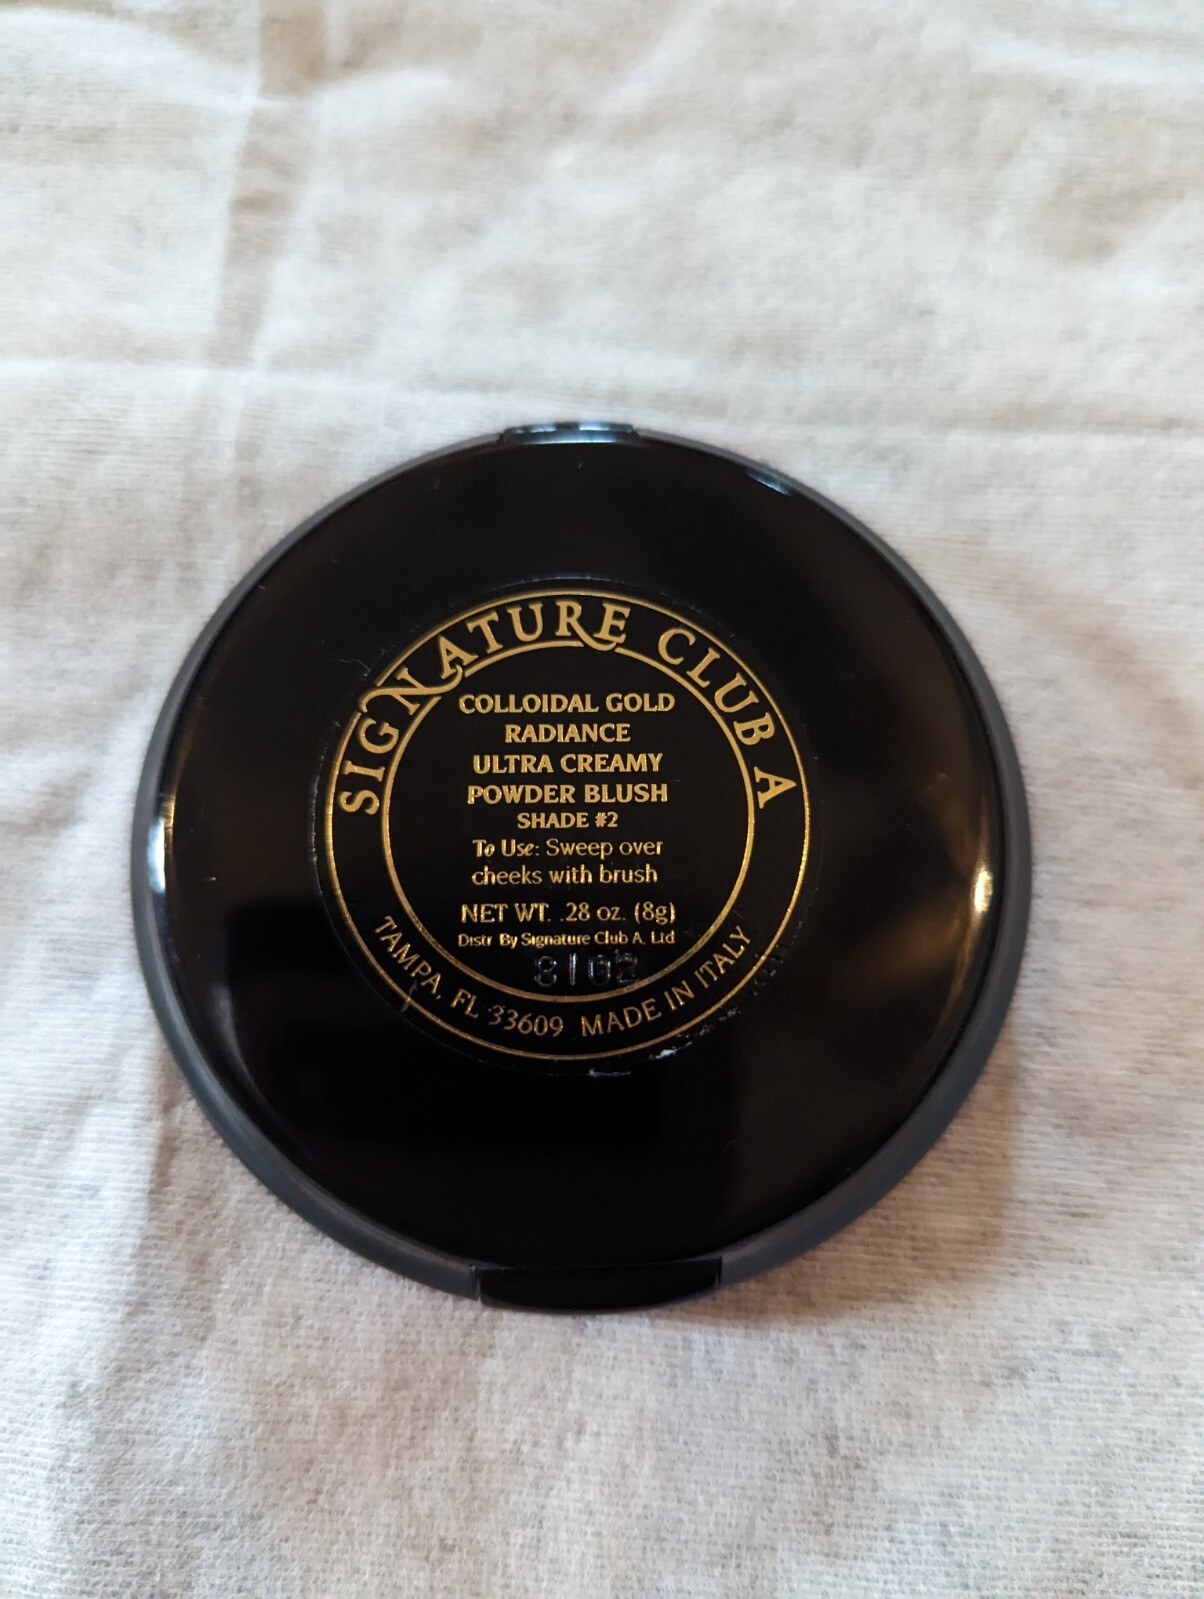 SIGNATURE CLUB A
COLLOIDAL GOLD
RADIANCE
ULTRA CREAMY
POWDER BLUSH
SHADE #2
To Use: Sweep over
cheeks with brush
NET WT. .28 oz. (8g)
Distr By Signature Club A, Ltd
8102
TAMPA, FL 33609 MADE IN ITALY